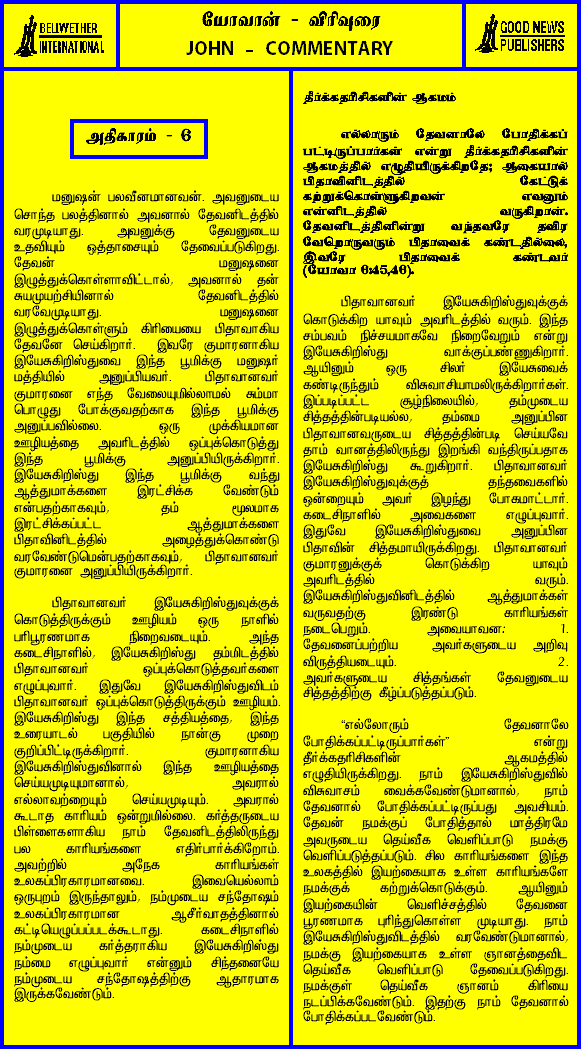 BELIWETHER
INTERNATIONAL
யோவான் - விரிவுரை
JOHN - COMMENTARY
GOOD NEWS
PUBLISHERS
அதிகாரம் - 6
மனுஷன் பலவீனமானவன். அவனுடைய
சொந்த பலத்தினால் அவனால் தேவனிடத்தில்
வரமுடியாது. அவனுக்கு தேவனுடைய
உதவியும் ஒத்தாசையும் தேவைப்படுகிறது.
தேவன் மனுஷனை
இழுத்துக்கொள்ளாவிட்டால், அவனால் தன்
சுயமுயற்சியினால் தேவனிடத்தில்
வரவேமுடியாது. மனுஷனை
இழுத்துக்கொள்ளும் கிரியையை பிதாவாகிய
தேவனே செய்கிறார். இவரே குமாரனாகிய
இயேசுகிறிஸ்துவை இந்த பூமிக்கு மனுஷர்
மத்தியில் அனுப்பியவர். பிதாவானவர்
குமாரனை எந்த வேலையுமில்லாமல் சும்மா
பொழுது போக்குவதற்காக இந்த பூமிக்கு
அனுப்பவில்லை. ஒரு முக்கியமான
ஊழியத்தை அவரிடத்தில் ஒப்புக்கொடுத்து
இந்த பூமிக்கு அனுப்பியிருக்கிறார்.
இயேசுகிறிஸ்து இந்த பூமிக்கு வந்து
ஆத்துமாக்களை இரட்சிக்க வேண்டும்
என்பதற்காகவும், தம் மூலமாக
இரட்சிக்கப்பட்ட ஆத்துமாக்களை
பிதாவினிடத்தில் அழைத்துக்கொண்டு
வரவேண்டுமென்பதற்காகவும், பிதாவானவர்
குமாரனை அனுப்பியிருக்கிறார்.
பிதாவானவர் இயேசுகிறிஸ்துவுக்குக்
கொடுத்திருக்கும் ஊழியம் ஒரு நாளில்
பரிபூரணமாக நிறைவடையும். அந்த
கடைசிநாளில், இயேசுகிறிஸ்து தம்மிடத்தில்
பிதாவானவர் ஒப்புக்கொடுத்தவர்களை
எழுப்புவார். இதுவே இயேசுகிறிஸ்துவிடம்
பிதாவானவர் ஒப்புக்கொடுத்திருக்கும் ஊழியம்.
இயேசுகிறிஸ்து இந்த சத்தியத்தை, இந்த
உரையாடல் பகுதியில் நான்கு முறை
குறிப்பிட்டிருக்கிறார். குமாரனாகிய
இயேசுகிறிஸ்துவினால் இந்த ஊழியத்தை
செய்யமுடியுமானால், அவரால்
எல்லாவற்றையும் செய்யமுடியும். அவரால்
கூடாத காரியம் ஒன்றுமில்லை. கர்த்தருடைய
பிள்ளைகளாகிய நாம் தேவனிடத்திலிருந்து
பல காரியங்களை எதிர்பார்க்கிறோம்.
அவற்றில் அநேக காரியங்கள்
உலகப்பிரகாரமானவை. இவையெல்லாம்
ஒருபுறம் இருந்தாலும், நம்முடைய சந்தோஷம்
உலகப்பிரகாரமான ஆசீர்வாதத்தினால்
கட்டியெழுப்பப்படக்கூடாது. கடைசிநாளில்
நம்முடைய கர்த்தராகிய இயேசுகிறிஸ்து
நம்மை எழுப்புவார் என்னும் சிந்தனையே
நம்முடைய சந்தோஷத்திற்கு ஆதாரமாக
இருக்கவேண்டும்.
தீர்க்கதரிசிகளின் ஆகமம்
எல்லாரும் தேவனாலே போதிக்கப்
பட்டிருப்பார்கள் என்று தீர்க்கதரிசிகளின்
ஆகமத்தில் எழுதியிருக்கிறதே; ஆகையால்
பிதாவினிடத்தில் கேட்டுக்
கற்றுக்கொள்ளுகிறவன் எவனும்
என்னிடத்தில் வருகிறான்.
தேவனிடத்தினின்று வந்தவரே தவிர
வேறொருவரும் பிதாவைக் கண்டதில்லை,
இவரே பிதாவைக் கண்டவர்
(யோவா 6:45,46).
பிதாவானவர் இயேசுகிறிஸ்துவுக்குக்
கொடுக்கிற யாவும் அவரிடத்தில் வரும். இந்த
சம்பவம் நிச்சயமாகவே நிறைவேறும் என்று
இயேசுகிறிஸ்து வாக்குப்பண்ணுகிறார்.
ஆயினும் ஒரு சிலர் இயேசுவைக்
கண்டிருந்தும் விசுவாசியாமலிருக்கிறார்கள்.
இப்படிப்பட்ட சூழ்நிலையில், தம்முடைய
சித்தத்தின்படியல்ல, தம்மை அனுப்பின
பிதாவானவருடைய சித்தத்தின்படி செய்யவே
தாம் வானத்திலிருந்து இறங்கி வந்திருப்பதாக
இயேசுகிறிஸ்து கூறுகிறார். பிதாவானவர்
இயேசுகிறிஸ்துவுக்குத் தந்தவைகளில்
ஒன்றையும் அவர் இழந்து போகமாட்டார்.
கடைசிநாளில் அவைகளை எழுப்புவார்.
இதுவே இயேசுகிறிஸ்துவை அனுப்பின
பிதாவின் சித்தமாயிருக்கிறது. பிதாவானவர்
குமாரனுக்குக் கொடுக்கிற யாவும்
அவரிடத்தில் வரும்.
இயேசுகிறிஸ்துவினிடத்தில் ஆத்துமாக்கள்
வருவதற்கு இரண்டு காரியங்கள்
நடைபெறும். அவையாவன: 1.
தேவனைப்பற்றிய அவர்களுடைய அறிவு
விருத்தியடையும். 2.
அவர்களுடைய சித்தங்கள் தேவனுடைய
சித்தத்திற்கு கீழ்ப்படுத்தப்படும்.
“எல்லோரும் தேவனாலே
போதிக்கப்பட்டிருப்பார்கள்” என்று
தீர்க்கதரிசிகளின் ஆகமத்தில்
எழுதியிருக்கிறது. நாம் இயேசுகிறிஸ்துவில்
விசுவாசம் வைக்கவேண்டுமானால், நாம்
தேவனால் போதிக்கப்பட்டிருப்பது அவசியம்.
தேவன் நமக்குப் போதித்தால் மாத்திரமே
அவருடைய தெய்வீக வெளிப்பாடு நமக்கு
வெளிப்படுத்தப்படும். சில காரியங்களை இந்த
உலகத்தில் இயற்கையாக உள்ள காரியங்களே
நமக்குக் கற்றுக்கொடுக்கும். ஆயினும்
இயற்கையின் வெளிச்சத்தில் தேவனை
பூரணமாக புரிந்துகொள்ள முடியாது. நாம்
இயேசுகிறிஸ்துவிடத்தில் வரவேண்டுமானால்,
நமக்கு இயற்கையாக உள்ள ஞானத்தைவிட
தெய்வீக வெளிப்பாடு தேவைப்படுகிறது.
நமக்குள் தெய்வீக ஞானம் கிரியை
நடப்பிக்கவேண்டும். இதற்கு நாம் தேவனால்
போதிக்கப்படவேண்டும்.